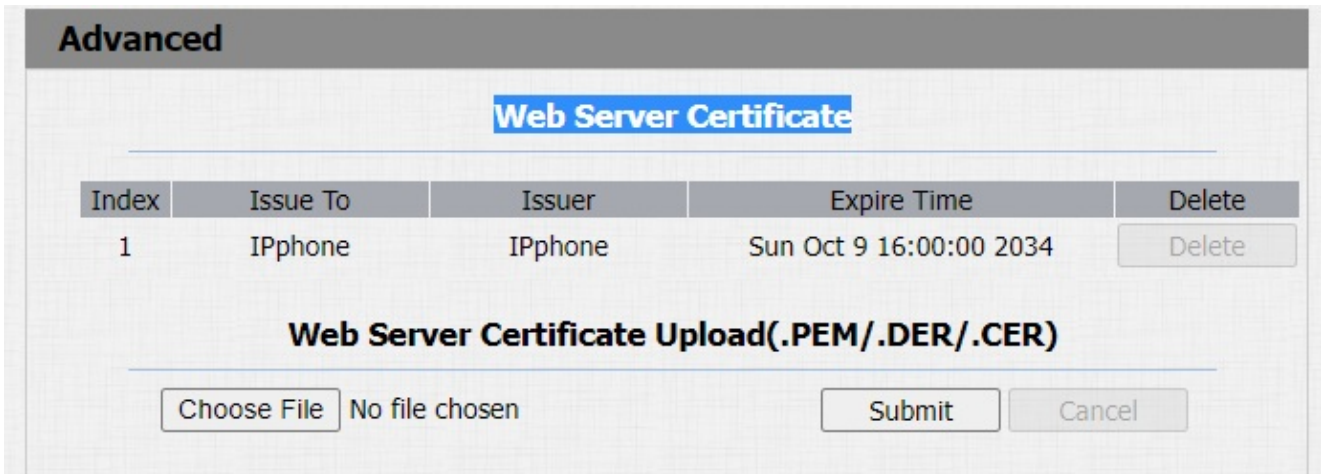 Advanced
Web Server Certificate
Index Issue To Issuer Expire Time Delete
1 IPphone IPphone Sun Oct 9 16:00:00 2034 Delete
Web Server Certificate Upload(.PEM/.DER/.CER)
Choose File No file chosen Submit Cancel